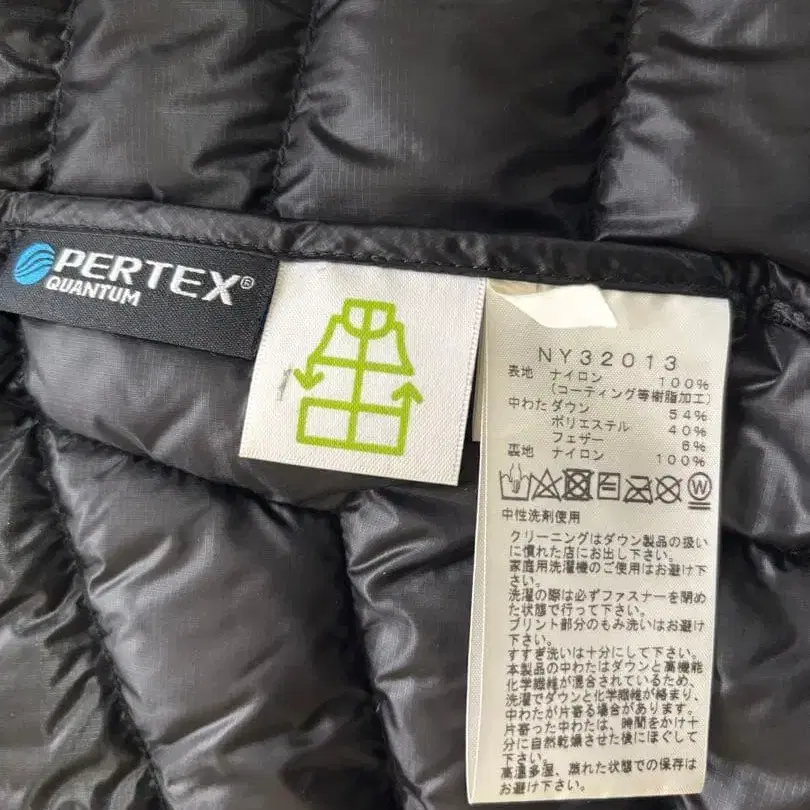 PERTEX®
QUANTUM
NY32013
表地 ナイロン 100%
(コーティング等樹脂加工)
中わた ダウン 54%
ポリエステル 40%
フェザー 6%
裏地 ナイロン 100%
W
中性洗剤使用
クリーニングはダウン製品の扱い
に慣れた店にお出し下さい。
家庭用洗濯機のご使用はお避け下
さい。
洗濯の際は必ずファスナーを閉め
た状態で行って下さい。
プリント部分のもみ洗いはお避け
下さい。
すすぎ洗いは十分にして下さい。
本製品の中わたはダウンと高機能
化学繊維が混合されているため、
洗濯でダウンと化学繊維が絡まり、
中わたが片寄る場合があります。
片寄った中わたは、時間をかけ十
分に自然乾燥させた後にほぐして
下さい。
高温多湿、蒸れた状態での保存は
お避け下さい。